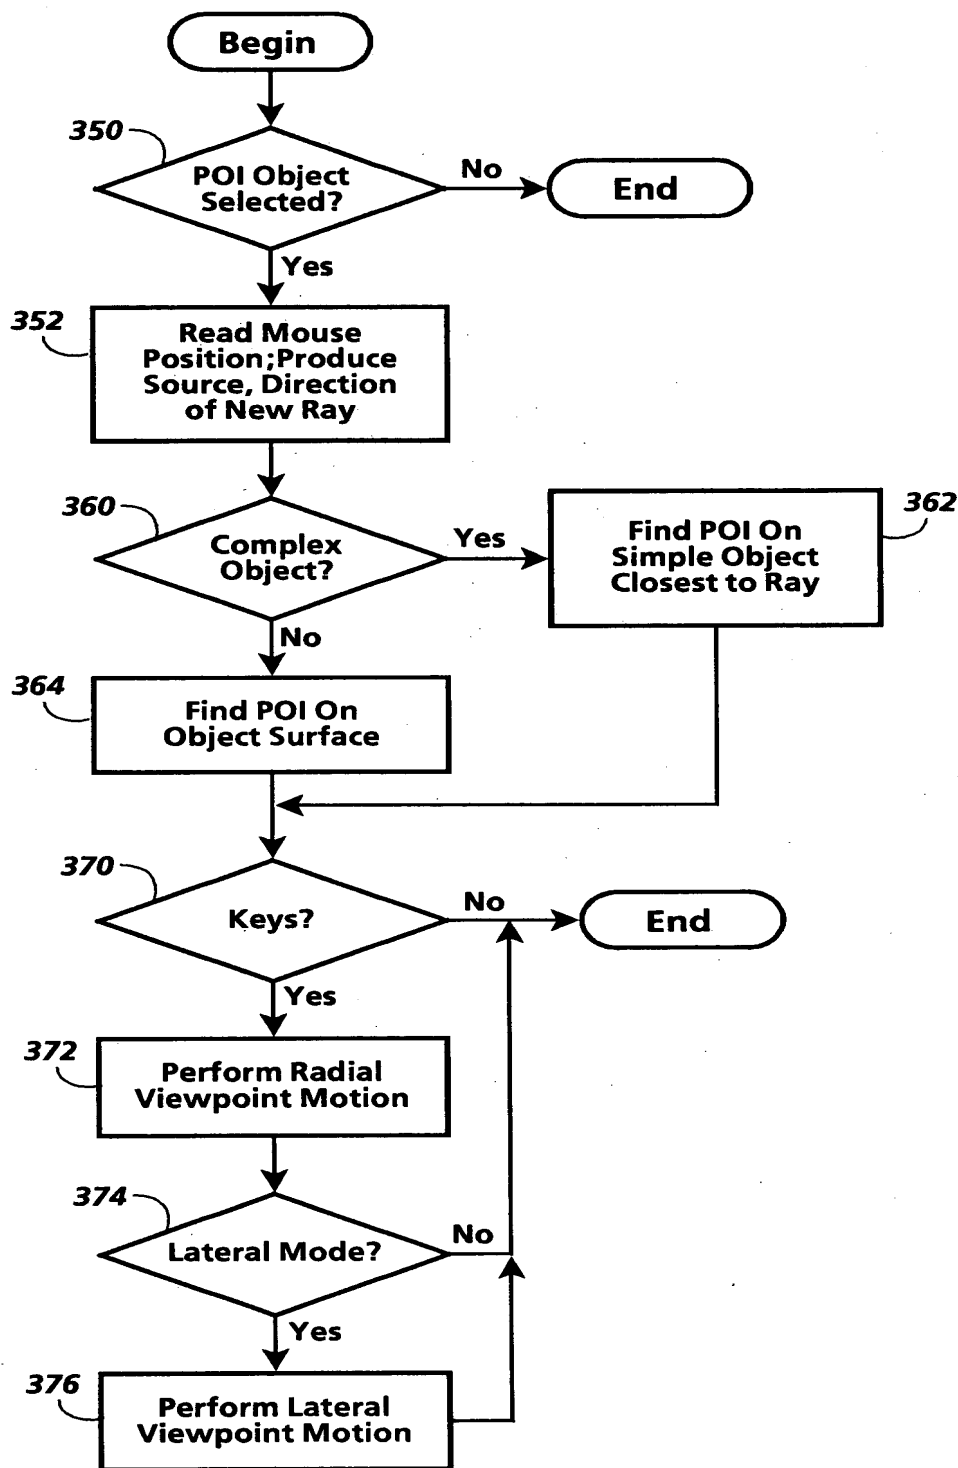 Begin
350
POI Object
Selected?
No
End
Yes
352
Read Mouse
Position;Produce
Source, Direction
of New Ray
360
Complex
Object?
Yes
362
Find POI On
Simple Object
Closest to Ray
No
364
Find POI On
Object Surface
370
Keys?
No
End
Yes
372
Perform Radial
Viewpoint Motion
374
Lateral Mode?
No
Yes
376
Perform Lateral
Viewpoint Motion